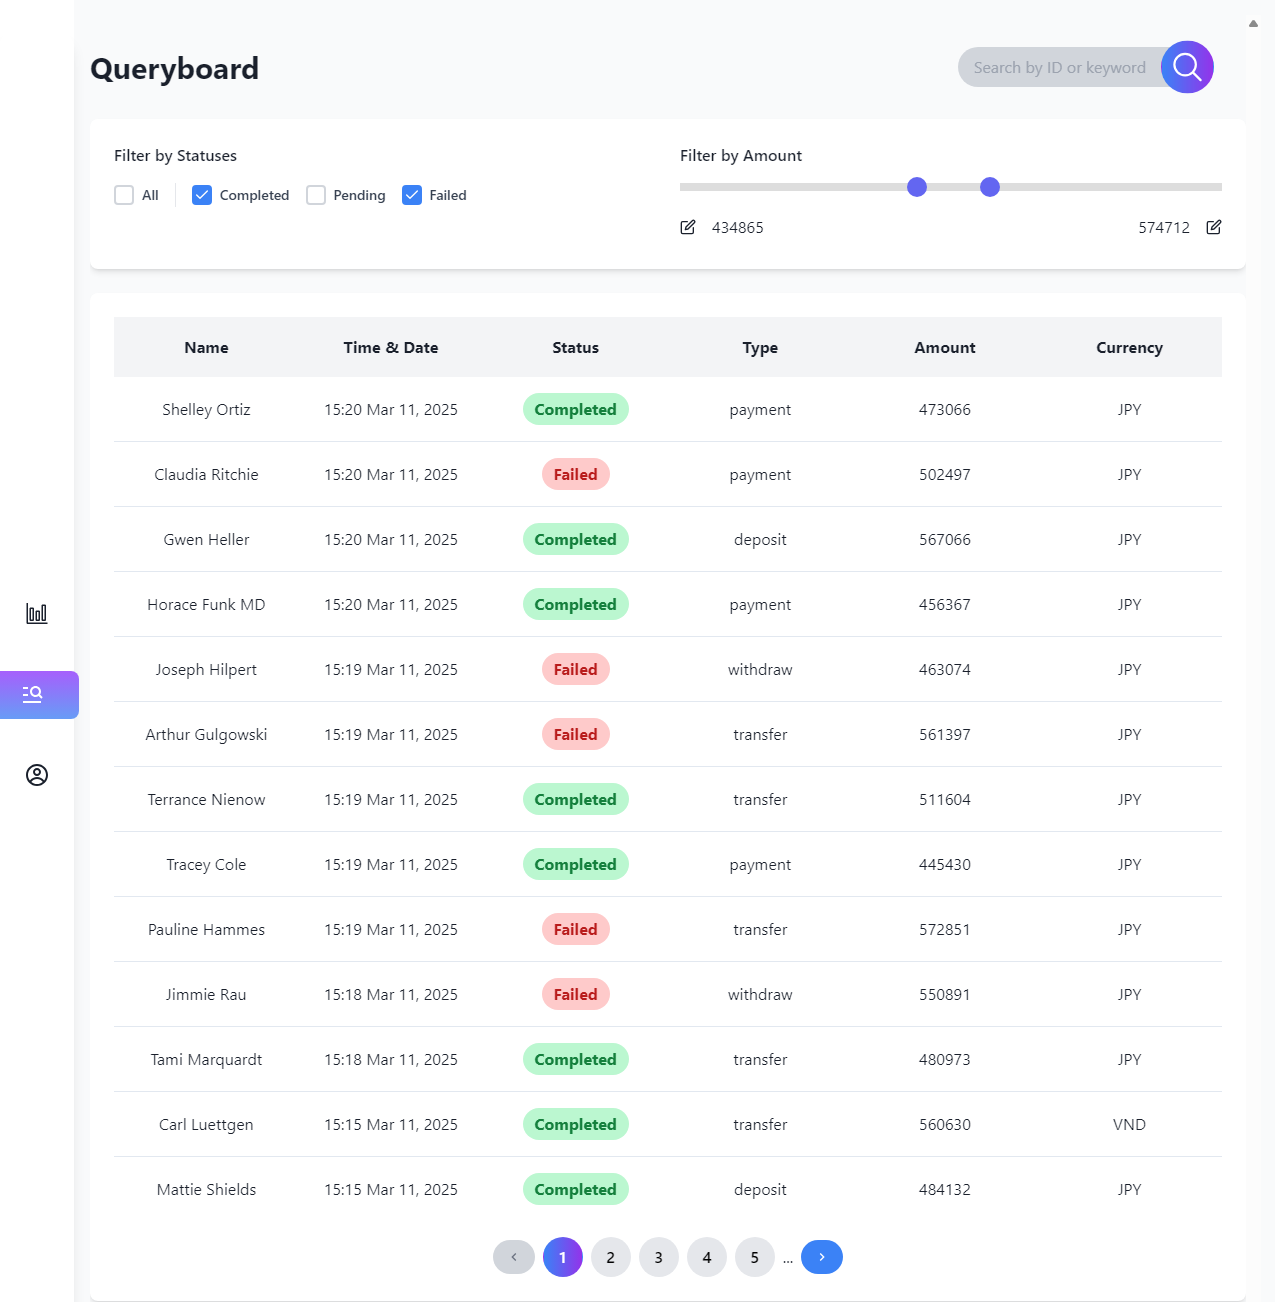 Queryboard
Search by ID or keyword
Filter by Statuses
All Completed Pending Failed
Filter by Amount
434865 574712
Name Time & Date Status Type Amount Currency
Shelley Ortiz 15:20 Mar 11, 2025 Completed payment 473066 JPY
Claudia Ritchie 15:20 Mar 11, 2025 Failed payment 502497 JPY
Gwen Heller 15:20 Mar 11, 2025 Completed deposit 567066 JPY
Horace Funk MD 15:20 Mar 11, 2025 Completed payment 456367 JPY
Joseph Hilpert 15:19 Mar 11, 2025 Failed withdraw 463074 JPY
Arthur Gulgowski 15:19 Mar 11, 2025 Failed transfer 561397 JPY
Terrance Nienow 15:19 Mar 11, 2025 Completed transfer 511604 JPY
Tracey Cole 15:19 Mar 11, 2025 Completed payment 445430 JPY
Pauline Hammes 15:19 Mar 11, 2025 Failed transfer 572851 JPY
Jimmie Rau 15:18 Mar 11, 2025 Failed withdraw 550891 JPY
Tami Marquardt 15:18 Mar 11, 2025 Completed transfer 480973 JPY
Carl Luettgen 15:15 Mar 11, 2025 Completed transfer 560630 VND
Mattie Shields 15:15 Mar 11, 2025 Completed deposit 484132 JPY
‹ 1 2 3 4 5 ... ›